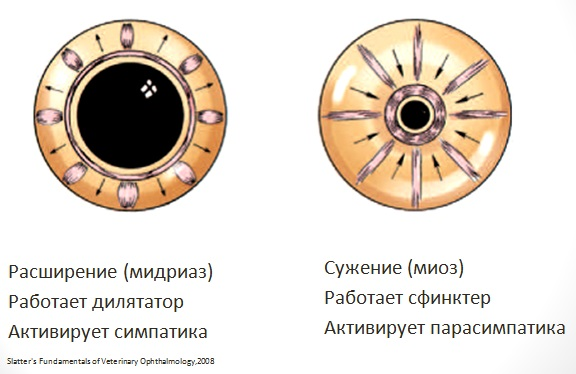 Расширение (мидриаз)
Работает дилятатор
Активирует симпатика
Сужение (миоз)
Работает сфинктер
Активирует парасимпатика
Slatter's Fundamentals of Veterinary Ophthalmology,2008